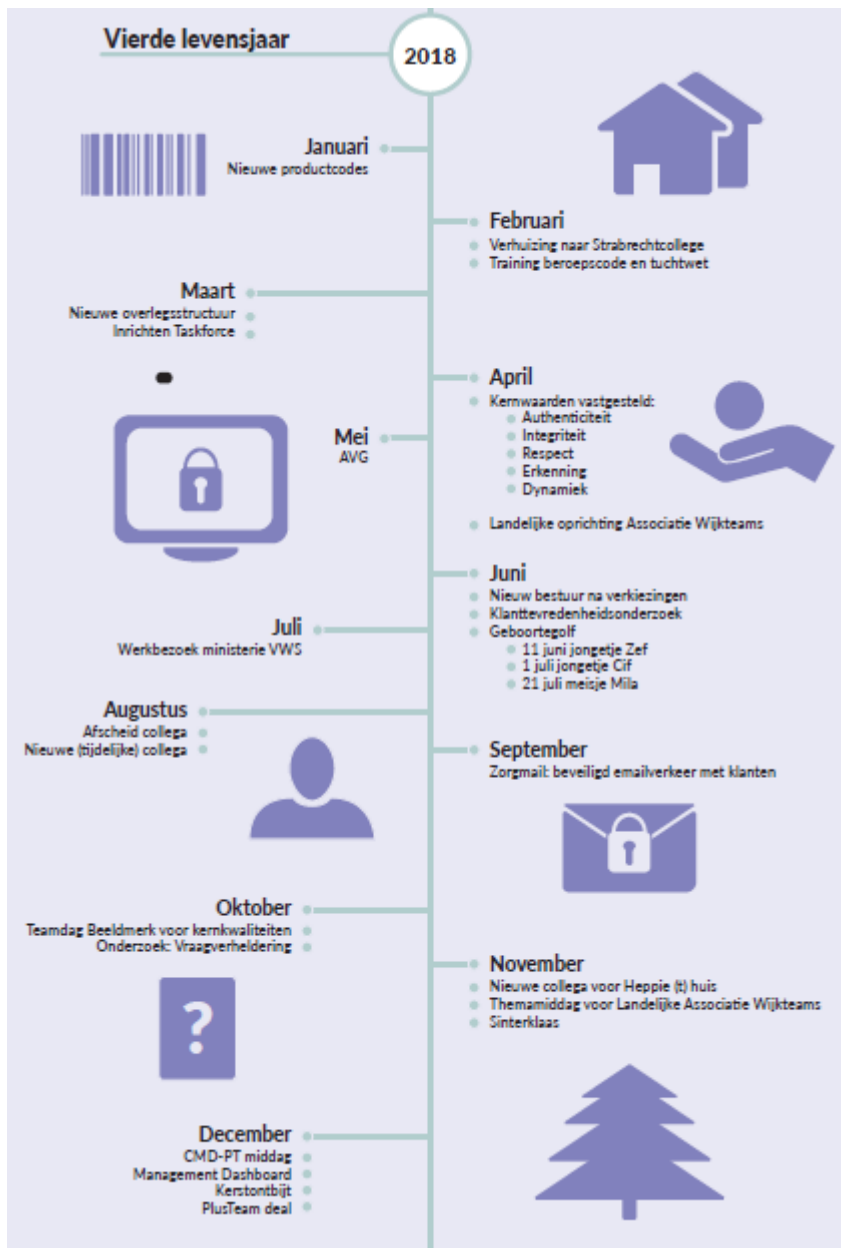 Vierde levensjaar
2018
Januari
Nieuwe productcodes
Februari
Verhuizing naar Strabrechtcollege
Training beroepscode en tuchtwet
Maart
Nieuwe overlegsstructuur
Inrichten Taskforce
April
Kernwaarden vastgesteld:
Authenticiteit
Integriteit
Respect
Erkenning
Dynamiek
Landelijke oprichting Associatie Wijkteams
Mei
AVG
Juni
Nieuw bestuur na verkiezingen
Klanttevredenheidsonderzoek
Geboortegolf
11 juni jongetje Zef
1 juli jongetje Cif
21 juli meisje Mila
Juli
Werkbezoek ministerie VWS
Augustus
Afscheid collega
Nieuwe (tijdelijke) collega
September
Zorgmail: beveiligd emailverkeer met klanten
Oktober
Teamdag Beeldmerk voor kernkwaliteiten
Onderzoek: Vraagverheldering
?
November
Nieuwe collega voor Heppie (t) huis
Themamiddag voor Landelijke Associatie Wijkteams
Sinterklaas
December
CMD-PT middag
Management Dashboard
Kerstontbijt
PlusTeam deal